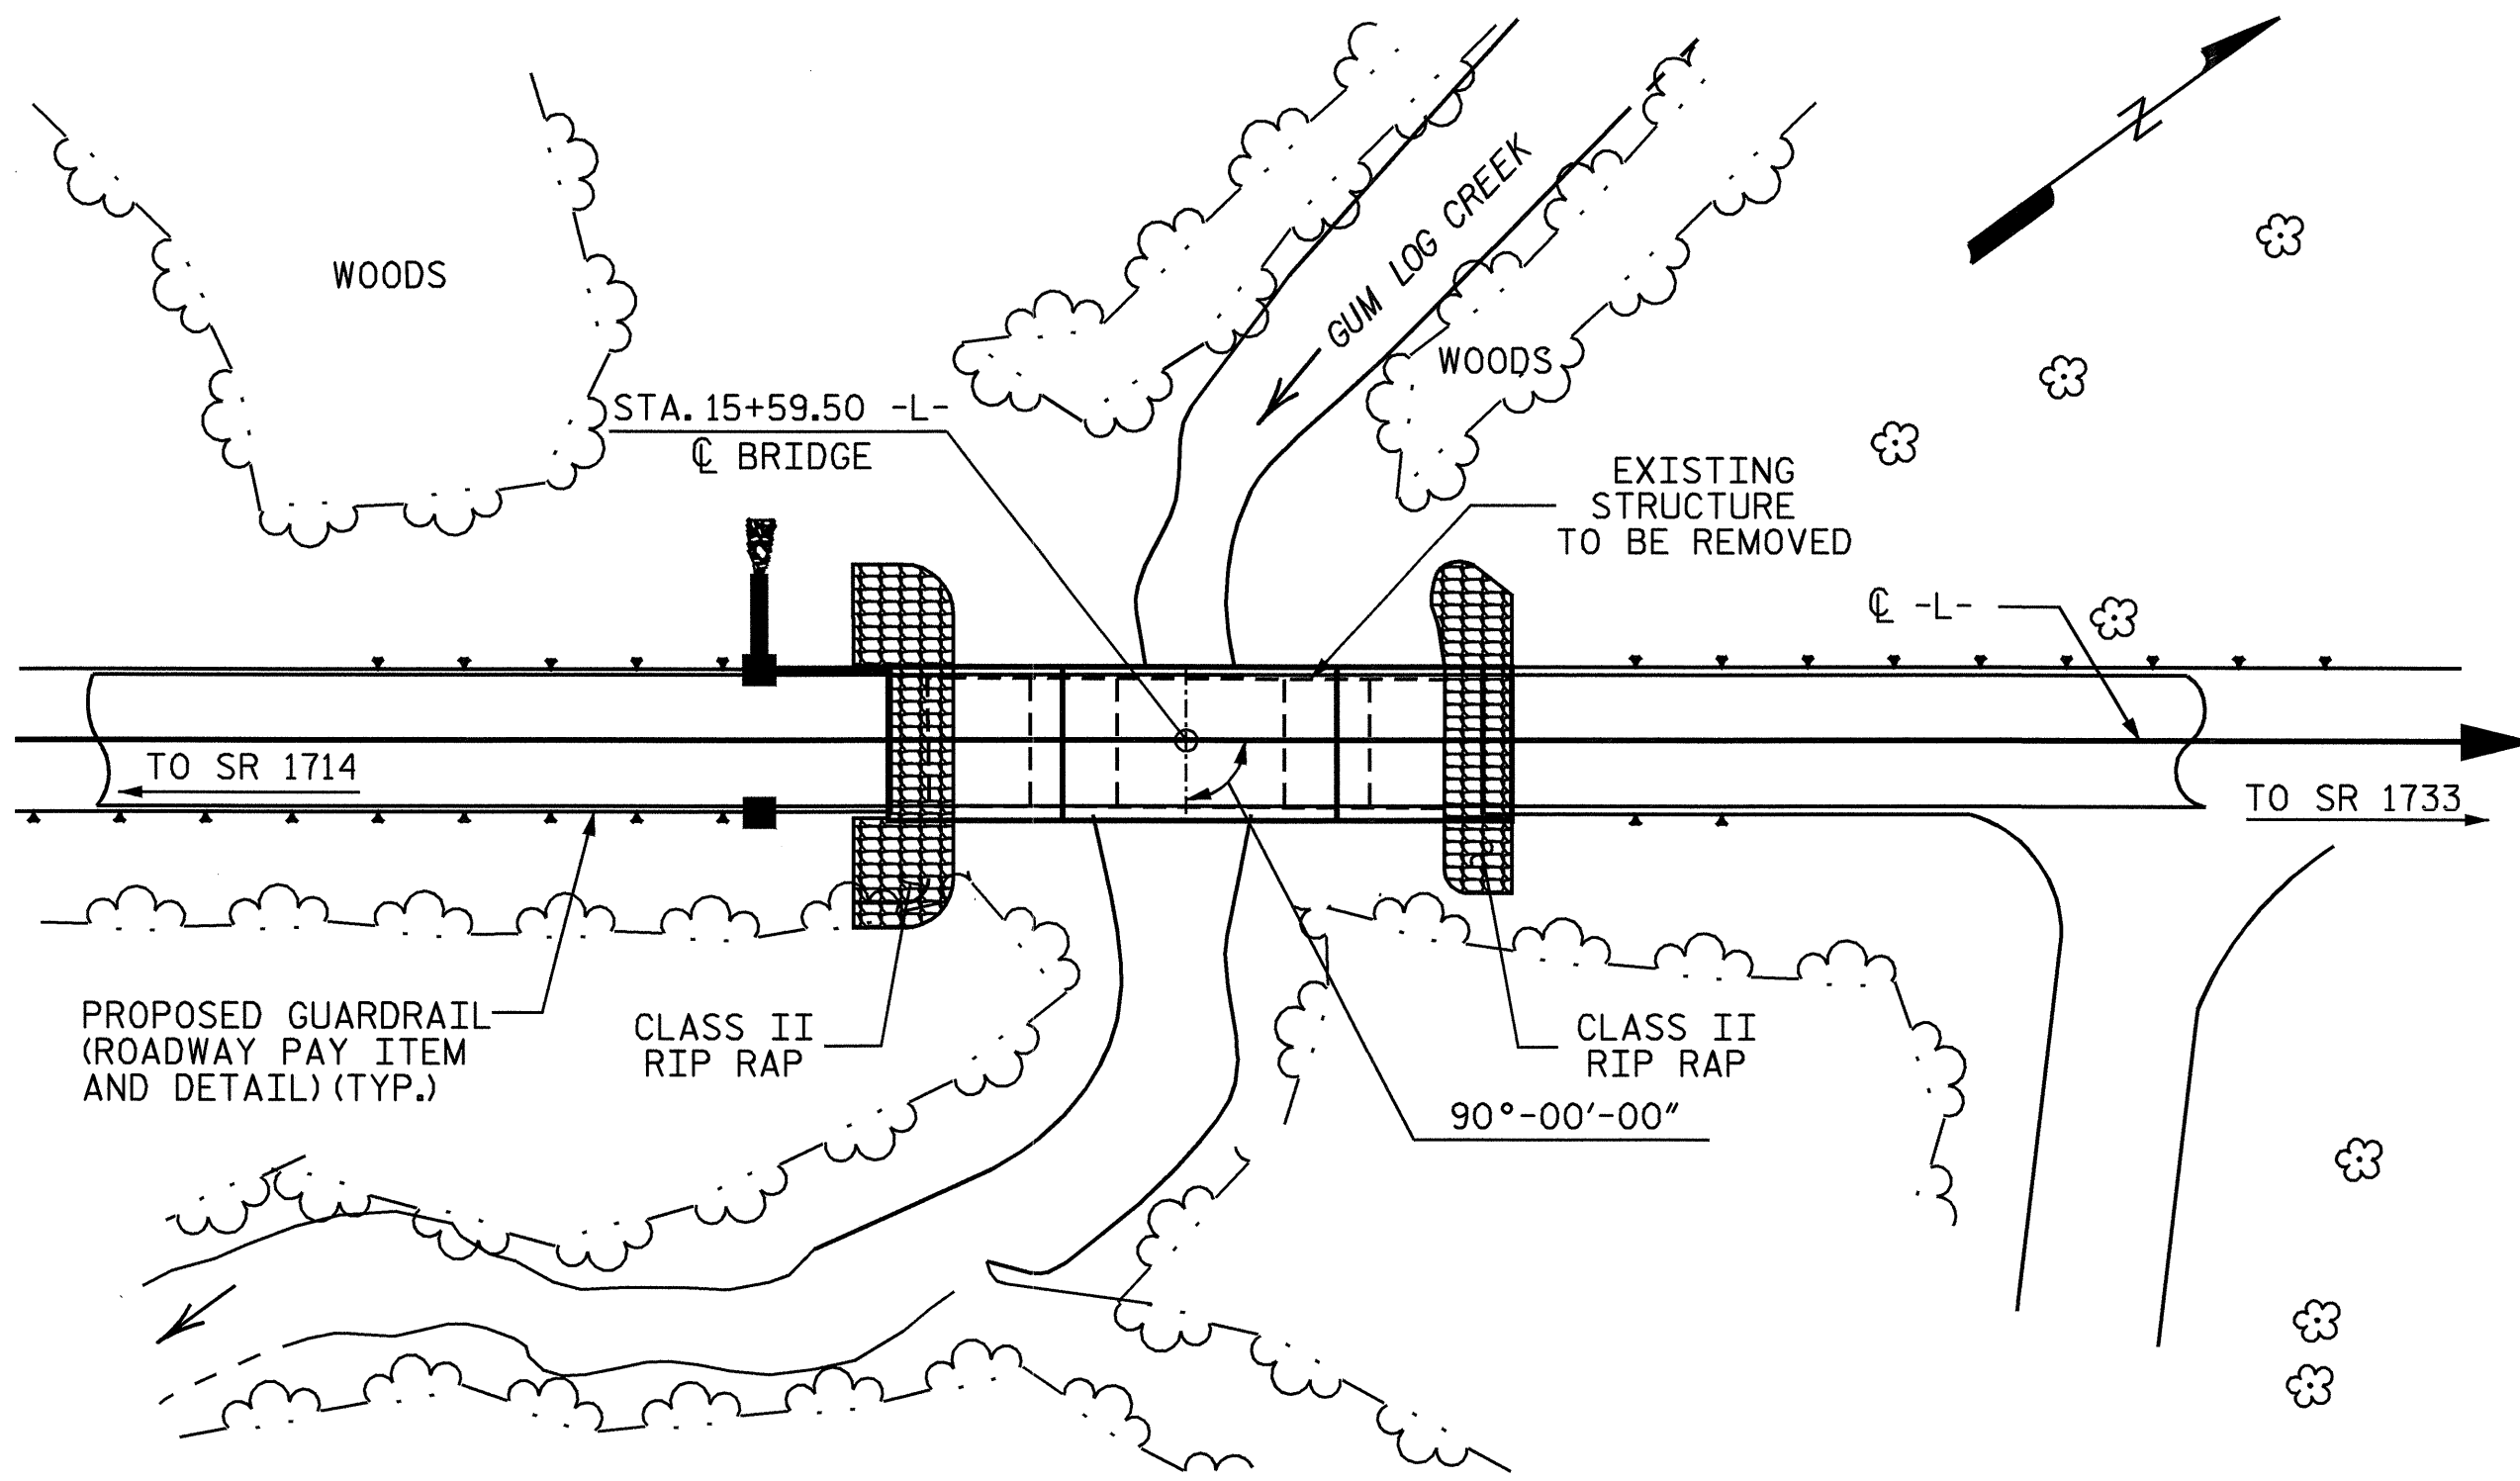 N
WOODS
GUM LOG CREEK
WOODS
STA. 15+59.50 -L-
℄ BRIDGE
EXISTING
STRUCTURE
TO BE REMOVED
℄ -L-
TO SR 1714
TO SR 1733
PROPOSED GUARDRAIL
(ROADWAY PAY ITEM
AND DETAIL)(TYP.)
CLASS II
RIP RAP
CLASS II
RIP RAP
90°-00'-00"